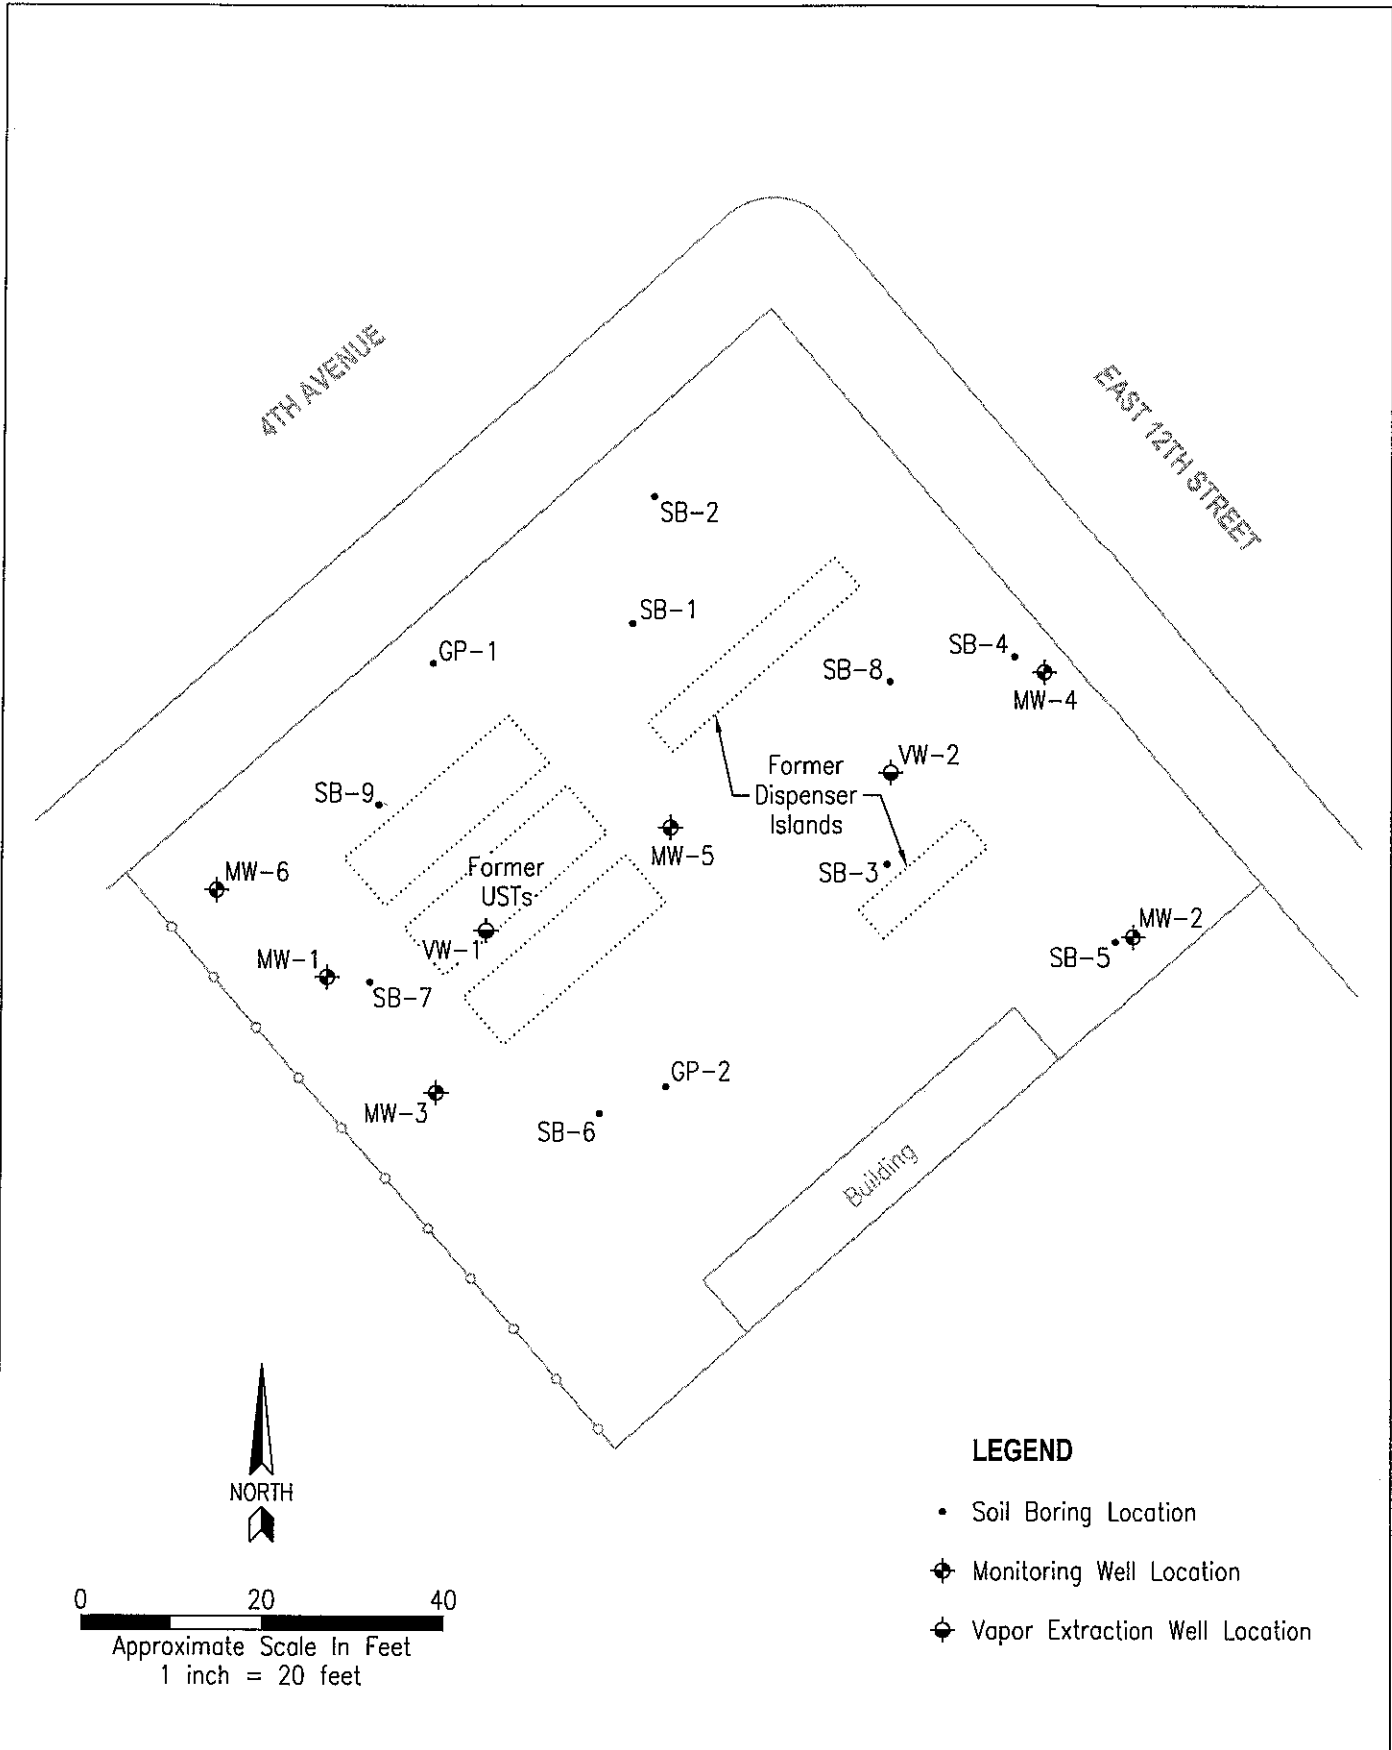 4TH AVENUE
EAST 12TH STREET
SB-2
SB-1
GP-1
SB-4
SB-8
MW-4
VW-2
Former
Dispenser
Islands
SB-9
MW-5
SB-3
MW-6
Former
USTs
MW-2
VW-1
SB-5
MW-1
SB-7
GP-2
MW-3
SB-6
Building
NORTH
0 20 40
Approximate Scale In Feet
1 inch = 20 feet
LEGEND
Soil Boring Location
Monitoring Well Location
Vapor Extraction Well Location